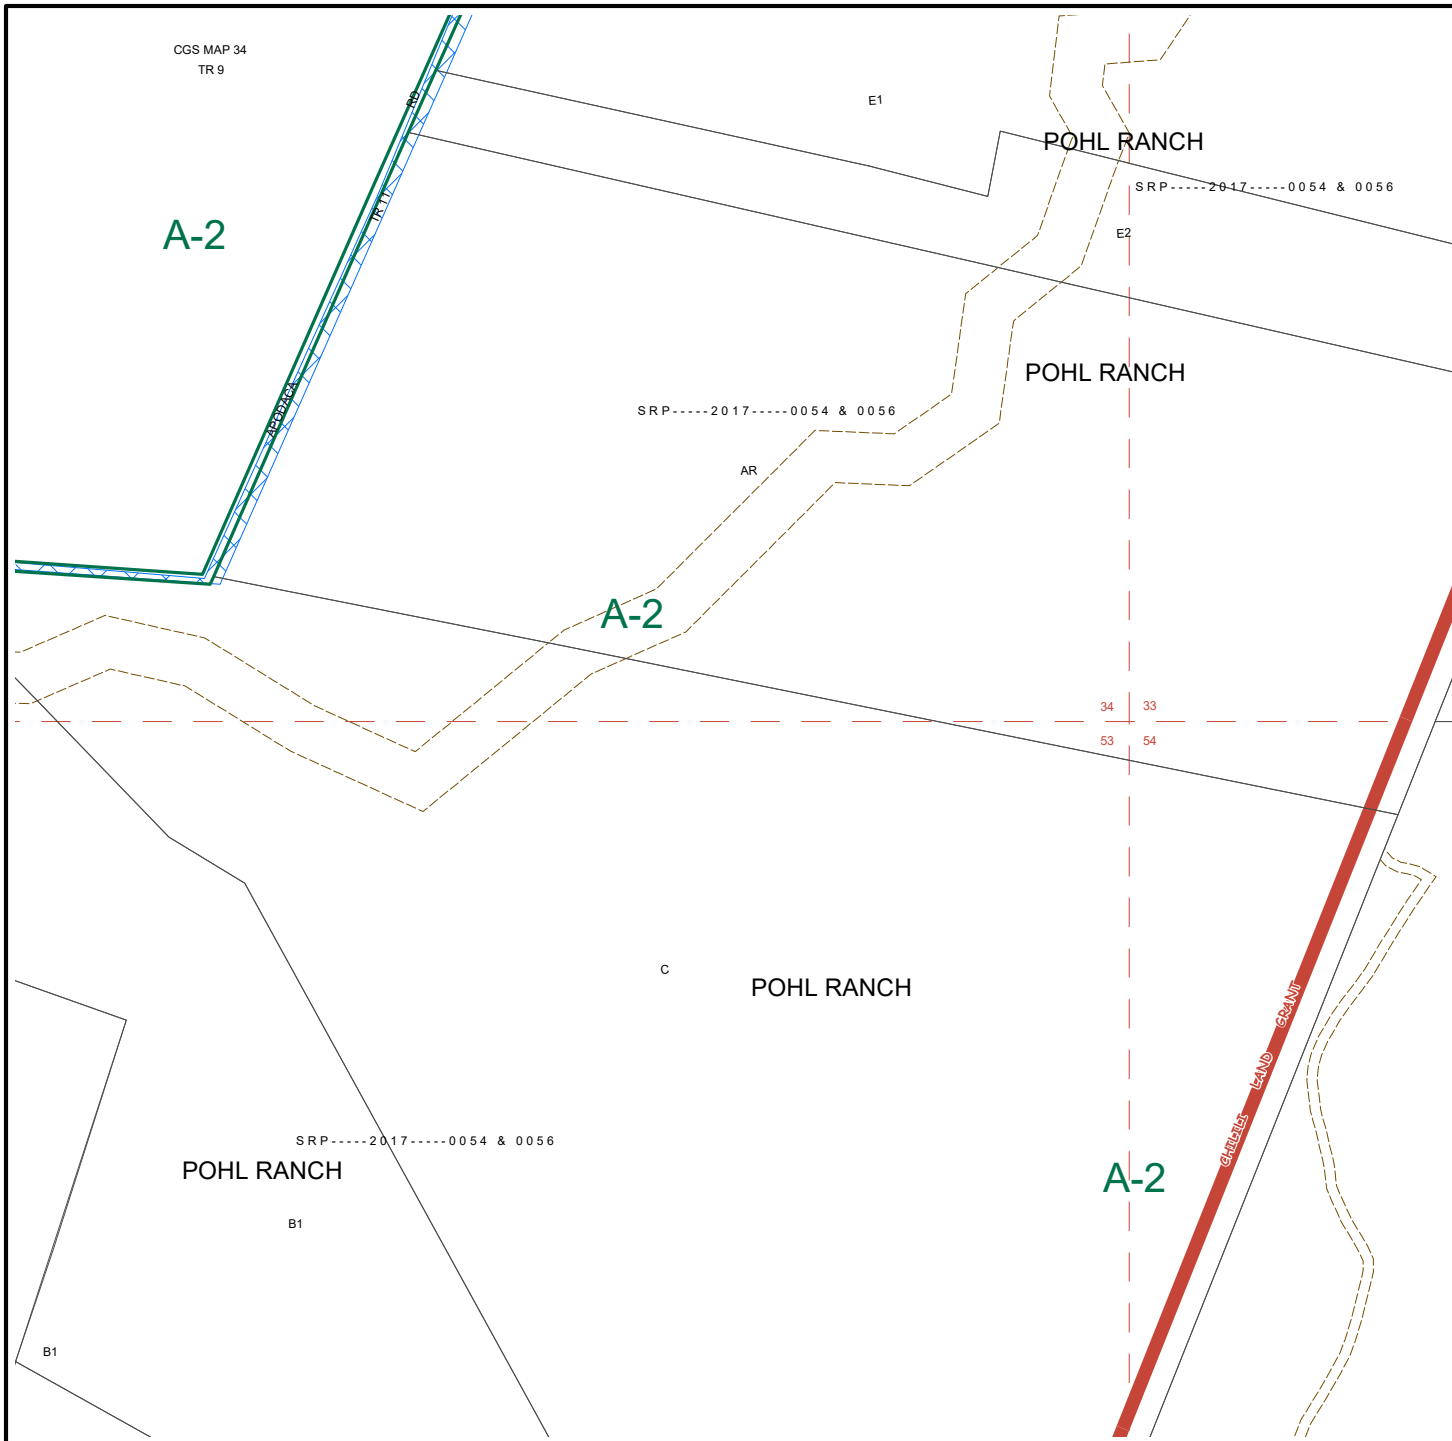 CGS MAP 34
TR 9
RD
E1
POHL RANCH
SRP-----2017-----0054 & 0056
TR 11
A-2
E2
POHL RANCH
APODACA
SRP-----2017-----0054 & 0056
AR
A-2
34 33
53 54
C
POHL RANCH
CHILILI LAND GRANT
SRP-----2017-----0054 & 0056
POHL RANCH
A-2
B1
B1